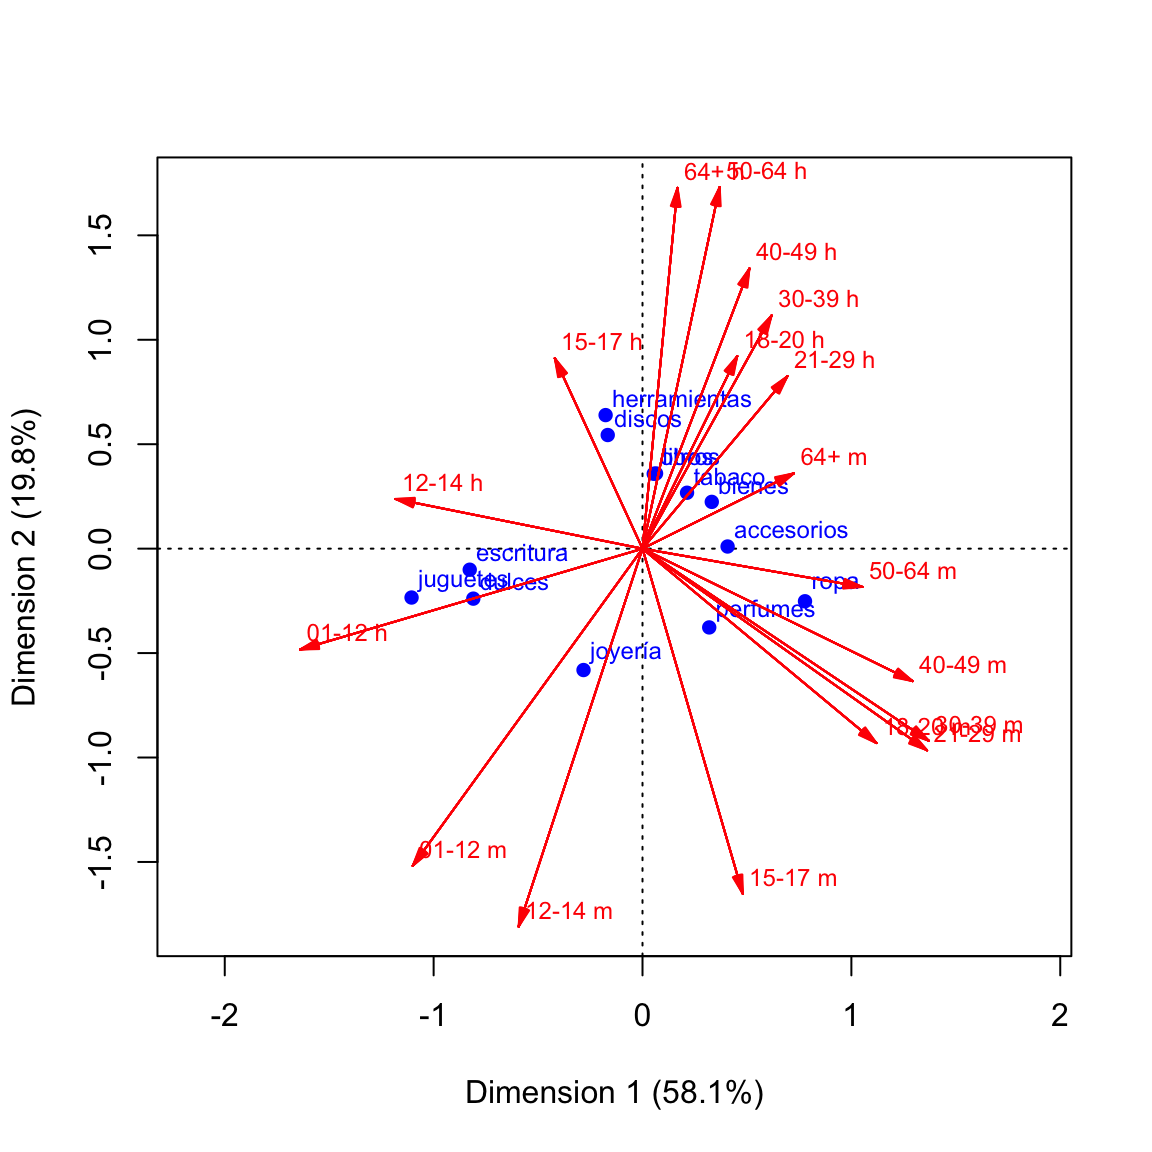 64+ h
50-64 h
40-49 h
30-39 h
18-20 h
15-17 h
21-29 h
herramientas
discos
64+ m
libros
tabaco
bienes
12-14 h
accesorios
escritura
50-64 m
juguetes
dulces
ropa
perfumes
01-12 h
joyería
40-49 m
18-20 m
30-39 m
21-29 m
01-12 m
15-17 m
12-14 m
1.5
1.0
0.5
0.0
-0.5
-1.0
-1.5
Dimension 2 (19.8%)
-2
-1
0
1
2
Dimension 1 (58.1%)